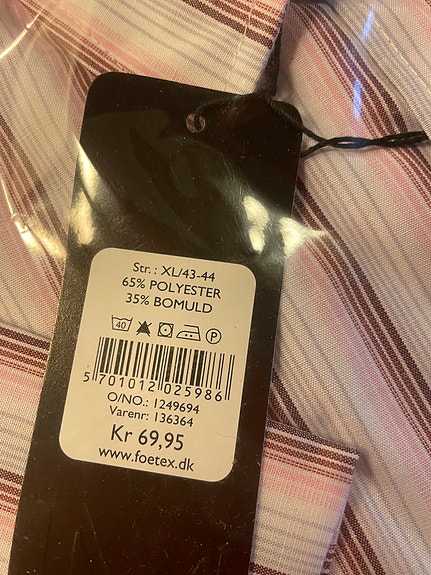 Str.: XL/43-44
65% POLYESTER
35% BOMULD
40 P
5 701012 025986
O/NO.: 1249694
Varenr: 136364
Kr 69,95
www.foetex.dk